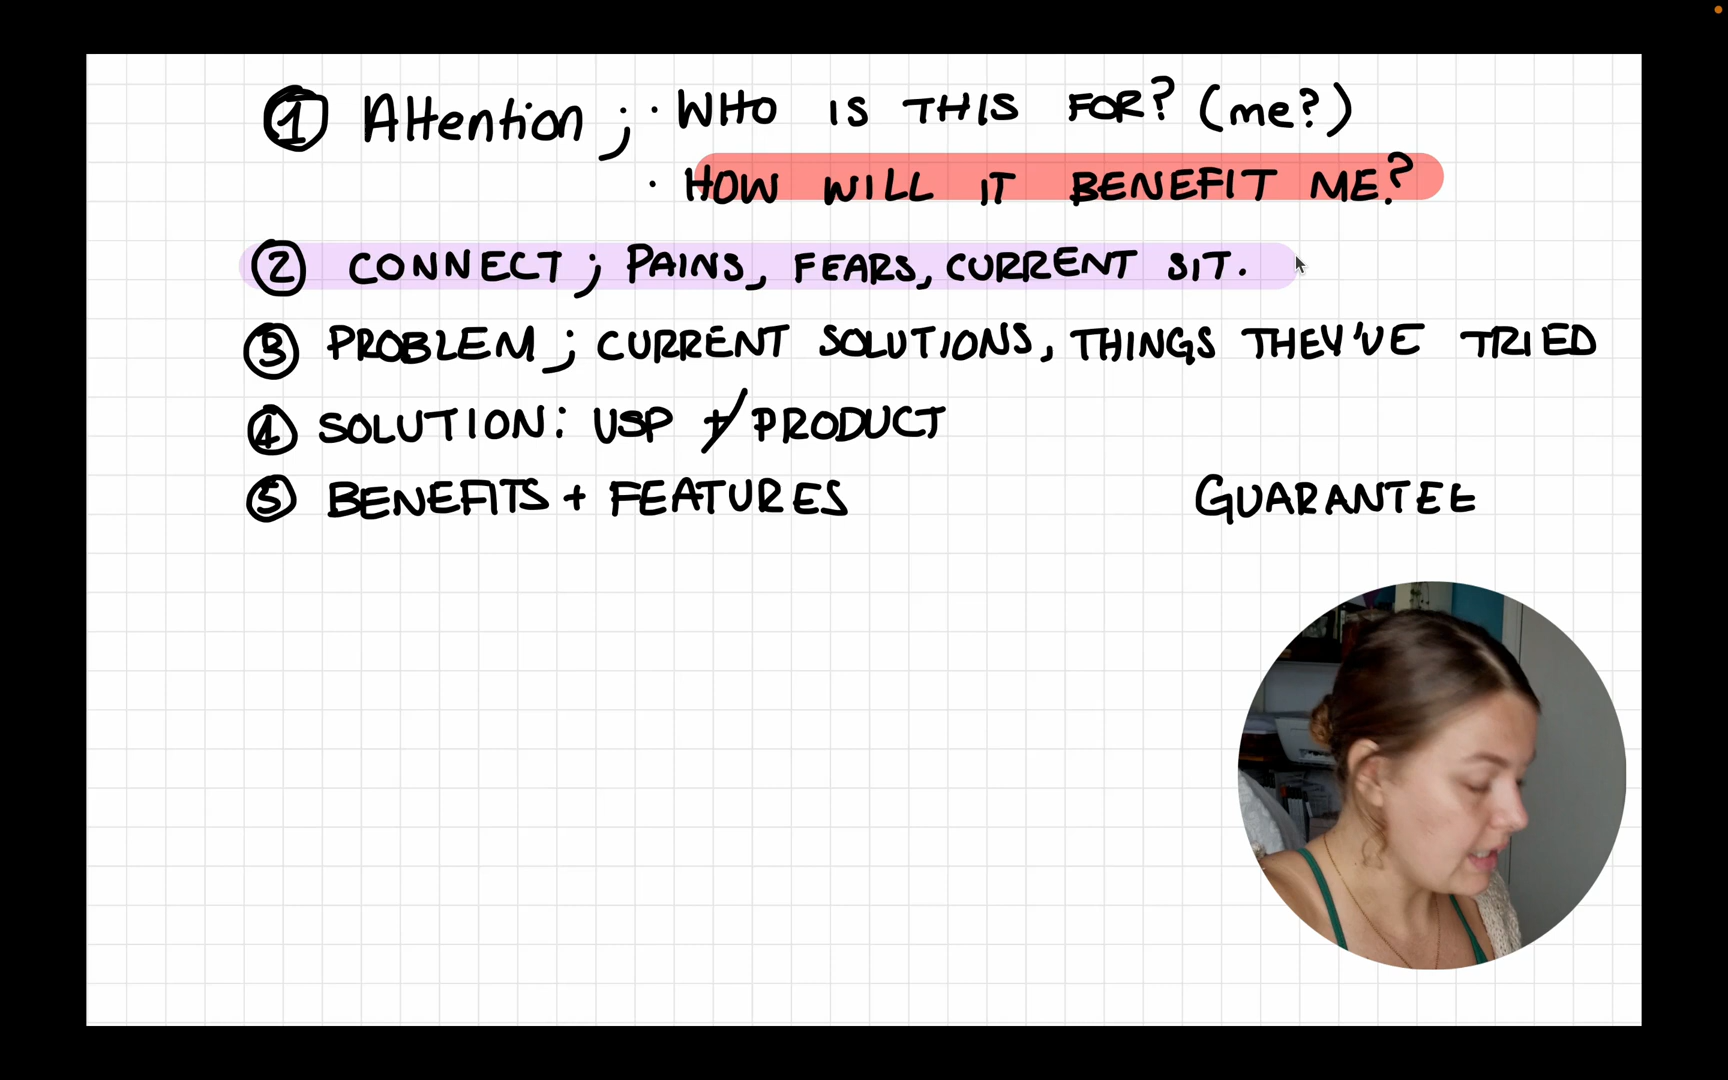 ① Attention ; · WHO IS THIS FOR? (me?)
· HOW WILL IT BENEFIT ME?
② CONNECT ; PAINS, FEARS, CURRENT SIT.
③ PROBLEM ; CURRENT SOLUTIONS, THINGS THEY'VE TRIED
④ SOLUTION: USP +/ PRODUCT
⑤ BENEFITS + FEATURES GUARANTEE